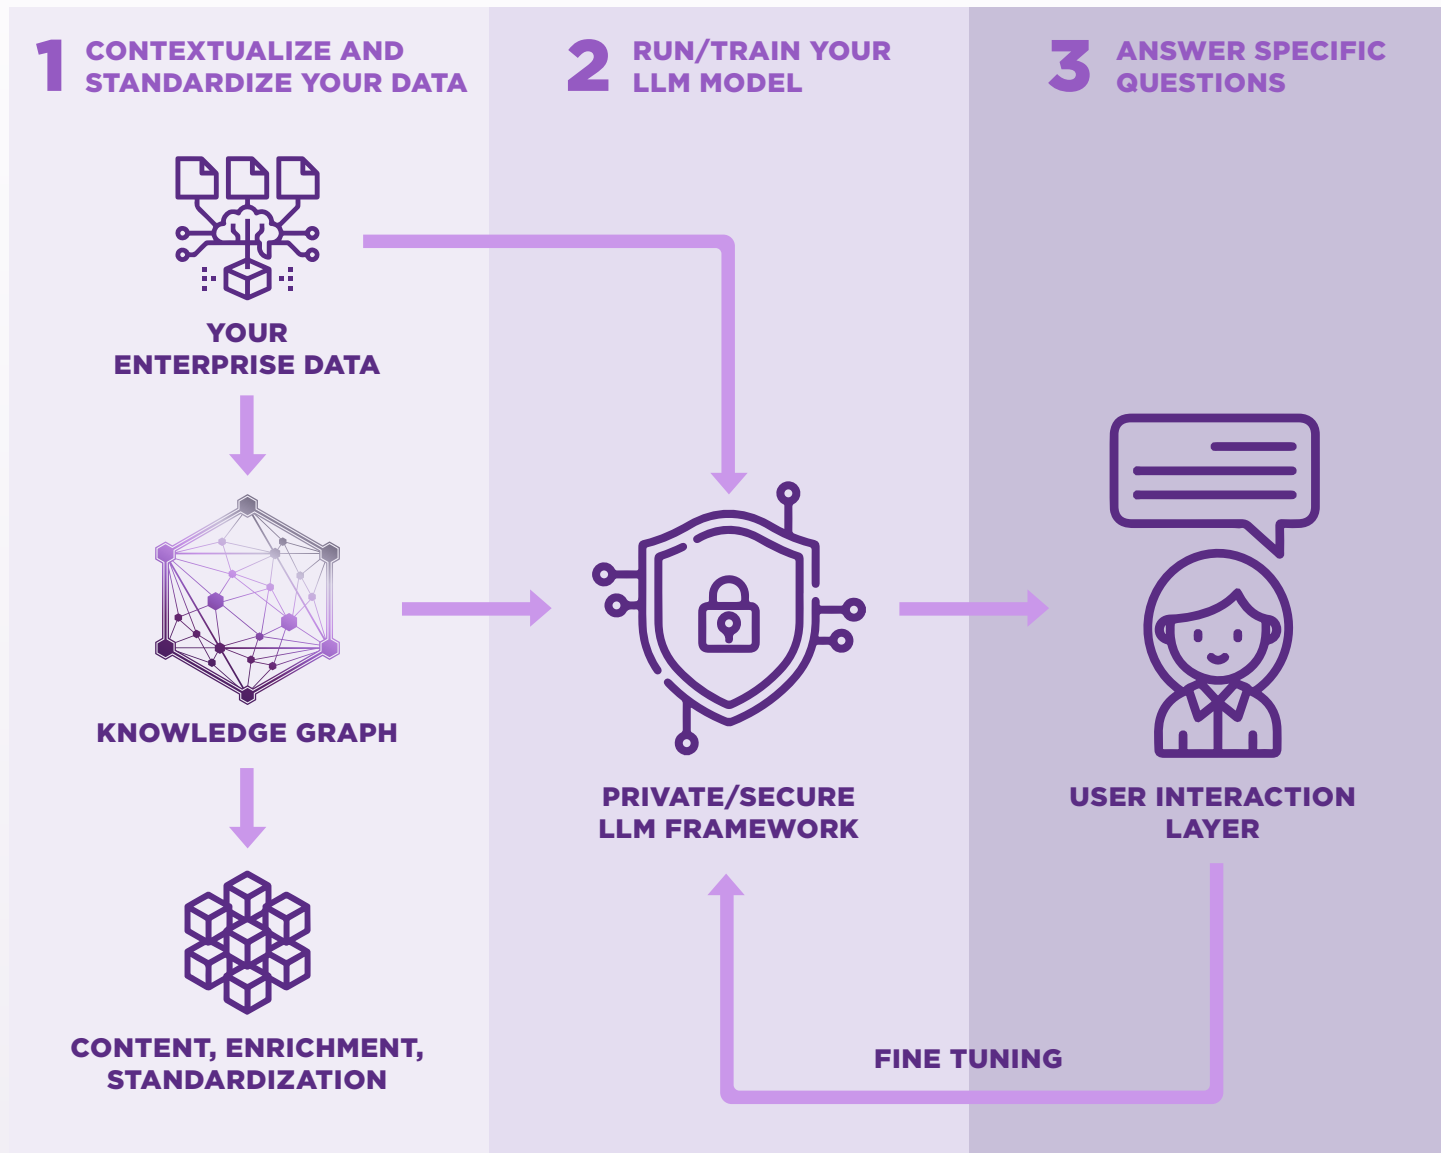 1 CONTEXTUALIZE AND
STANDARDIZE YOUR DATA
2 RUN/TRAIN YOUR
LLM MODEL
3 ANSWER SPECIFIC
QUESTIONS
YOUR
ENTERPRISE DATA
KNOWLEDGE GRAPH
CONTENT, ENRICHMENT,
STANDARDIZATION
PRIVATE/SECURE
LLM FRAMEWORK
USER INTERACTION
LAYER
FINE TUNING